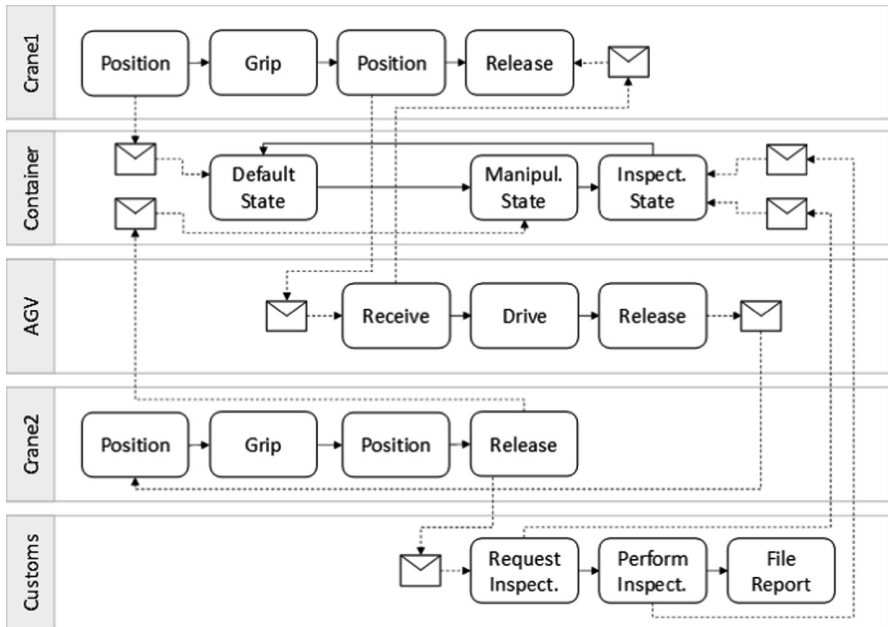 Crane1
Position
Grip
Position
Release
Container
Default
State
Manipul.
State
Inspect.
State
AGV
Receive
Drive
Release
Crane2
Position
Grip
Position
Release
Customs
Request
Inspect.
Perform
Inspect.
File
Report